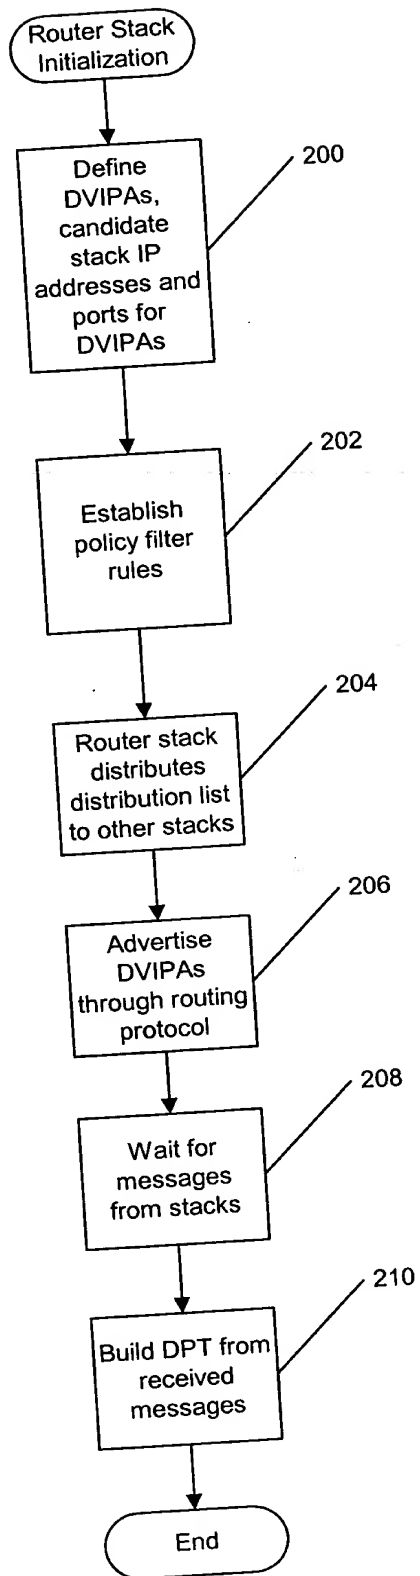 Router Stack
Initialization
200
Define
DVIPAs,
candidate
stack IP
addresses and
ports for
DVIPAs
202
Establish
policy filter
rules
204
Router stack
distributes
distribution list
to other stacks
206
Advertise
DVIPAs
through routing
protocol
208
Wait for
messages
from stacks
210
Build DPT from
received
messages
End